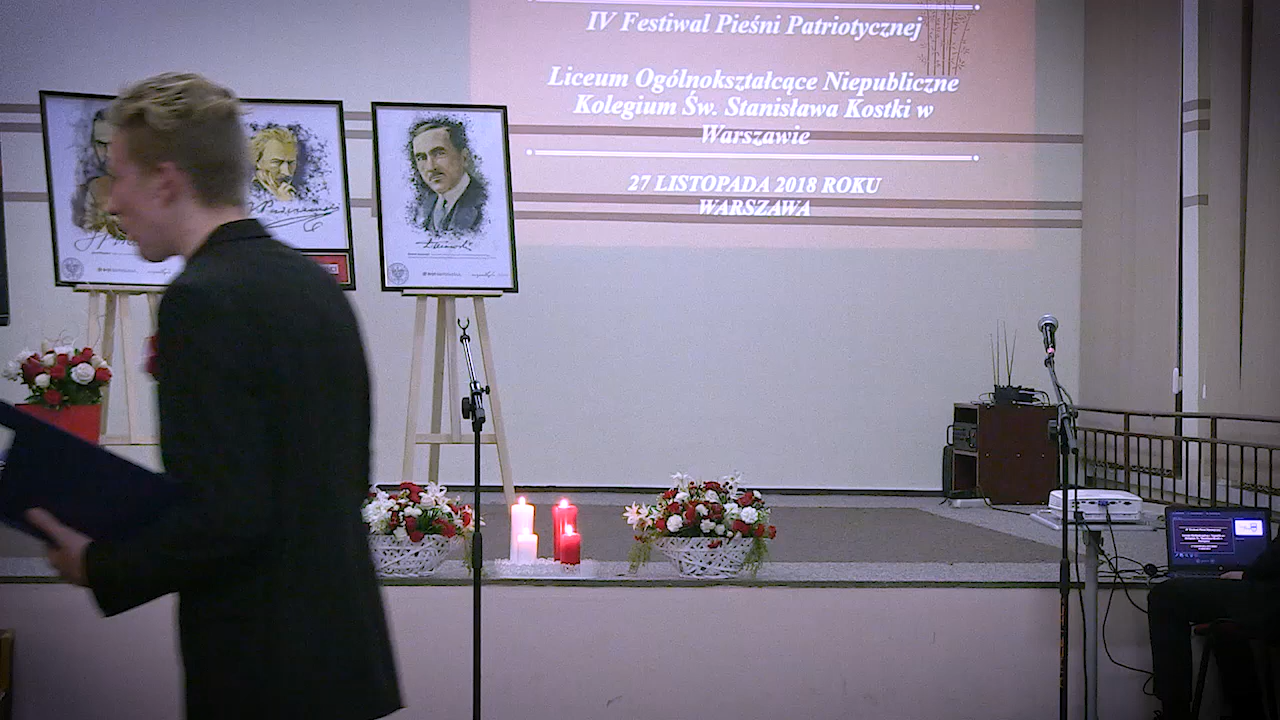 IV Festiwal Pieśni Patriotycznej
Liceum Ogólnokształcące Niepubliczne
Kolegium Św. Stanisława Kostki w
Warszawie
27 LISTOPADA 2018 ROKU
WARSZAWA